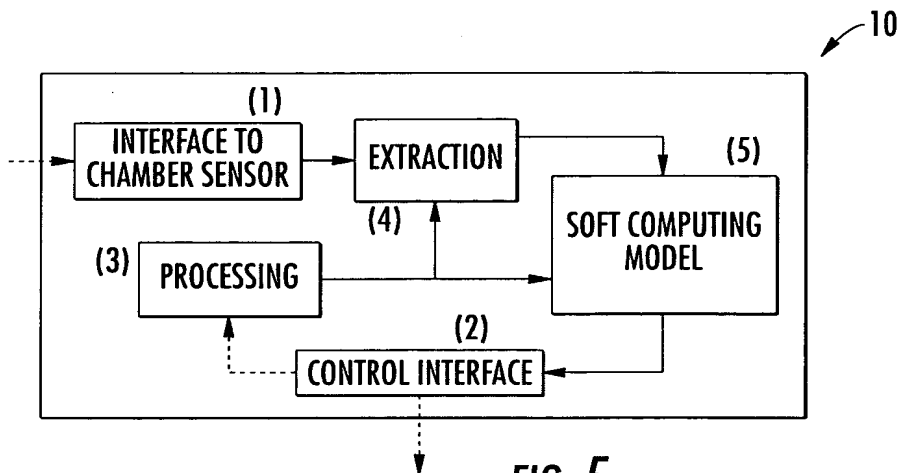 10
(1)
INTERFACE TO
CHAMBER SENSOR
EXTRACTION
(4)
(5)
SOFT COMPUTING
MODEL
(3)
PROCESSING
(2)
CONTROL INTERFACE
FIG. 5